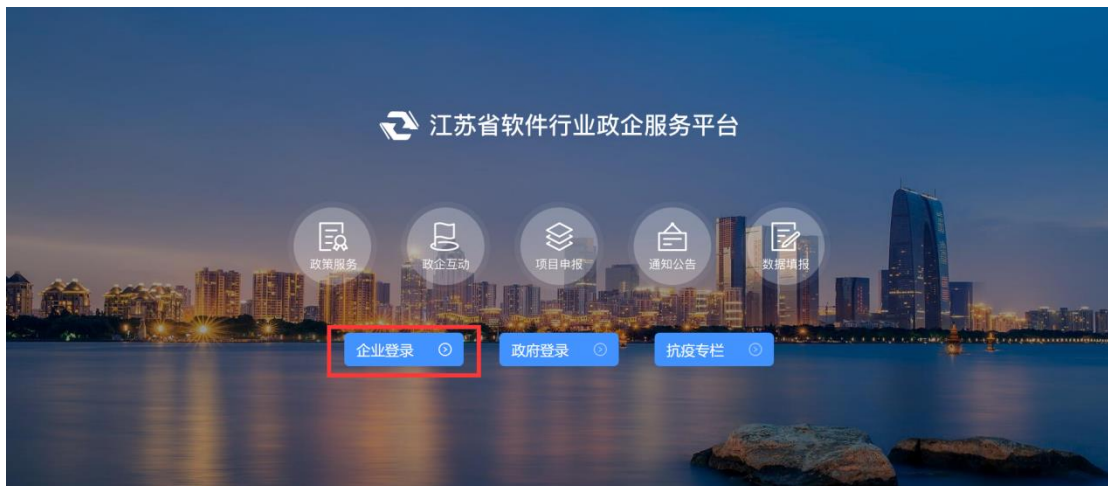 江苏省软件行业政企服务平台
政策服务
政企互动
项目申报
通知公告
数据填报
企业登录
政府登录
抗疫专栏